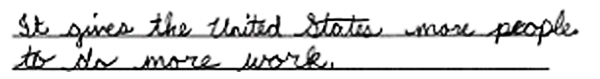 It gives the United States more people
to do more work.